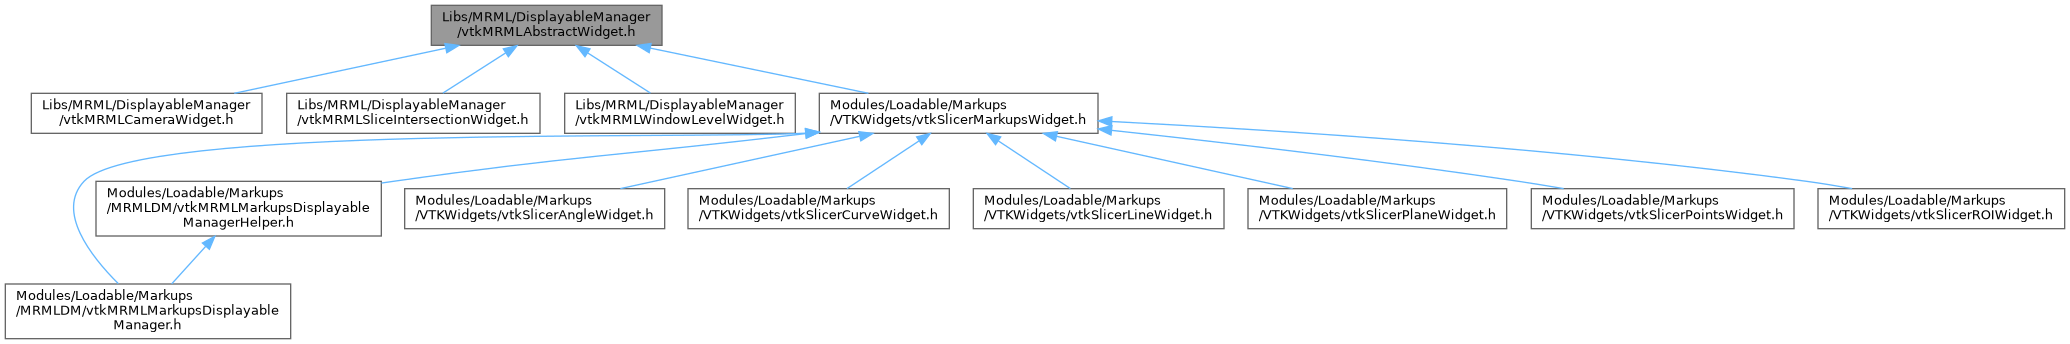 Libs/MRML/DisplayableManager
/vtkMRMLAbstractWidget.h
Libs/MRML/DisplayableManager
/vtkMRMLCameraWidget.h
Libs/MRML/DisplayableManager
/vtkMRMLSliceIntersectionWidget.h
Libs/MRML/DisplayableManager
/vtkMRMLWindowLevelWidget.h
Modules/Loadable/Markups
/VTKWidgets/vtkSlicerMarkupsWidget.h
Modules/Loadable/Markups
/MRMLDM/vtkMRMLMarkupsDisplayable
ManagerHelper.h
Modules/Loadable/Markups
/VTKWidgets/vtkSlicerAngleWidget.h
Modules/Loadable/Markups
/VTKWidgets/vtkSlicerCurveWidget.h
Modules/Loadable/Markups
/VTKWidgets/vtkSlicerLineWidget.h
Modules/Loadable/Markups
/VTKWidgets/vtkSlicerPlaneWidget.h
Modules/Loadable/Markups
/VTKWidgets/vtkSlicerPointsWidget.h
Modules/Loadable/Markups
/VTKWidgets/vtkSlicerROIWidget.h
Modules/Loadable/Markups
/MRMLDM/vtkMRMLMarkupsDisplayable
Manager.h